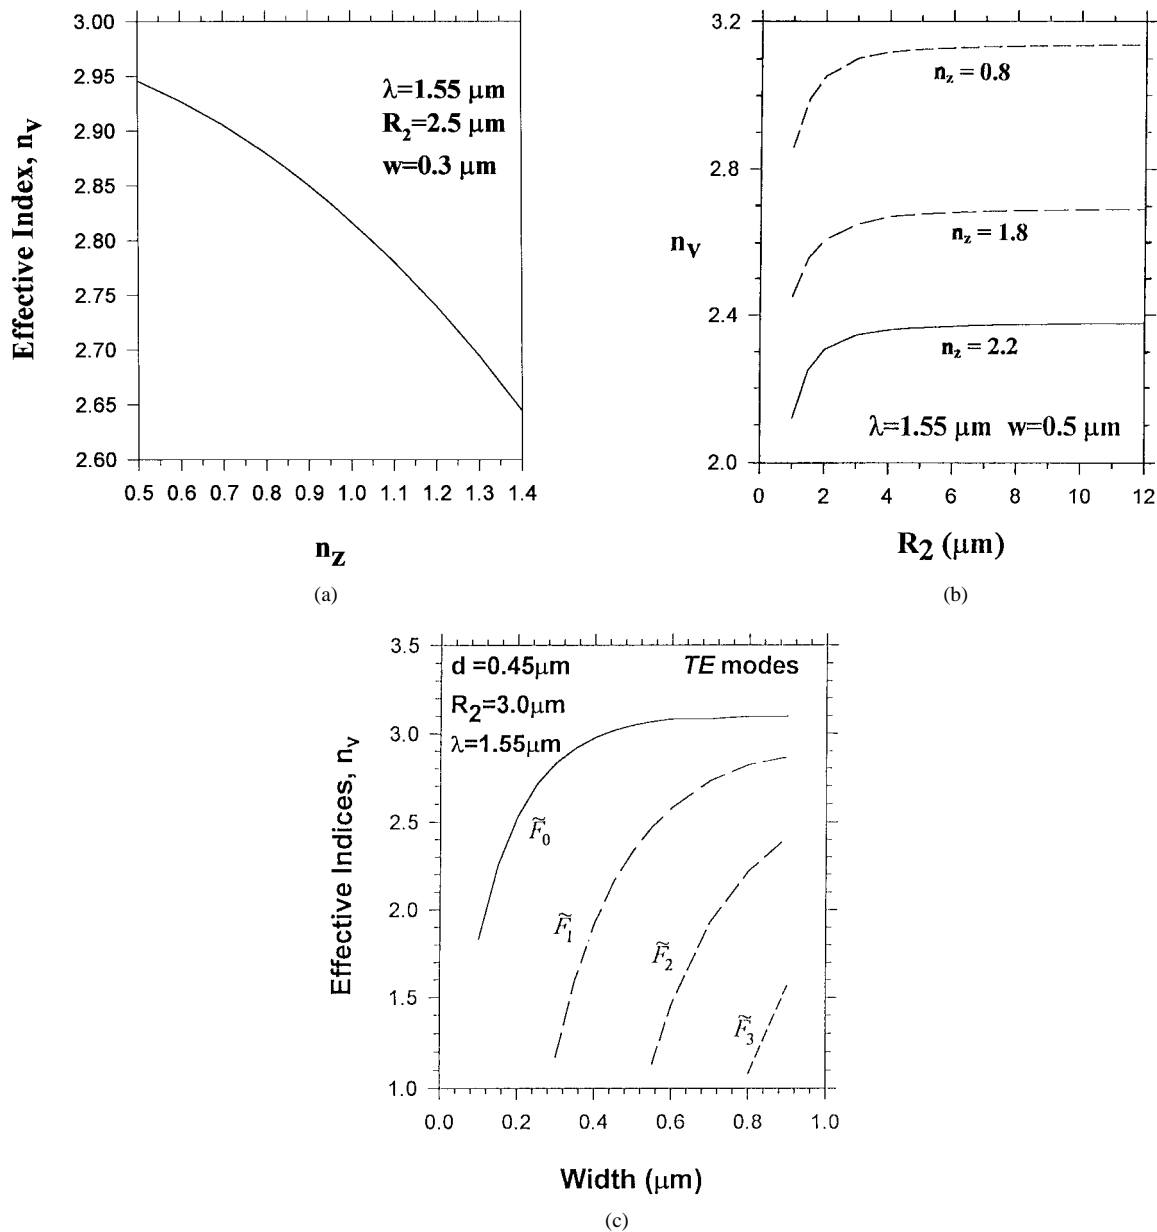 3.00
2.95
2.90
2.85
2.80
2.75
2.70
2.65
2.60
Effective Index, nᵥ
λ=1.55 μm
R₂=2.5 μm
w=0.3 μm
0.5 0.6 0.7 0.8 0.9 1.0 1.1 1.2 1.3 1.4
n_z
(a)
3.2
2.8
2.4
2.0
nᵥ
n_z = 0.8
n_z = 1.8
n_z = 2.2
λ=1.55 μm w=0.5 μm
0 2 4 6 8 10 12
R₂ (μm)
(b)
3.5
3.0
2.5
2.0
1.5
1.0
Effective Indices, nᵥ
d =0.45μm TE modes
R₂=3.0μm
λ=1.55μm
F̃₀
F̃₁
F̃₂
F̃₃
0.0 0.2 0.4 0.6 0.8 1.0
Width (μm)
(c)